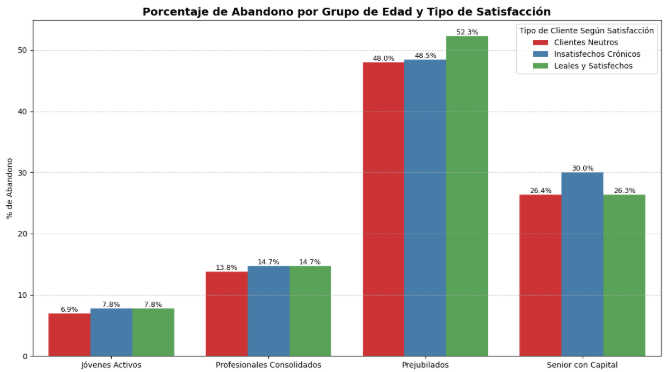 Porcentaje de Abandono por Grupo de Edad y Tipo de Satisfacción
Tipo de Cliente Según Satisfacción
Clientes Neutros
Insatisfechos Crónicos
Leales y Satisfechos
% de Abandono
50
40
30
20
10
0
6.9%
7.8%
7.8%
13.8%
14.7%
14.7%
48.0%
48.5%
52.3%
26.4%
30.0%
26.3%
Jóvenes Activos
Profesionales Consolidados
Prejubilados
Senior con Capital